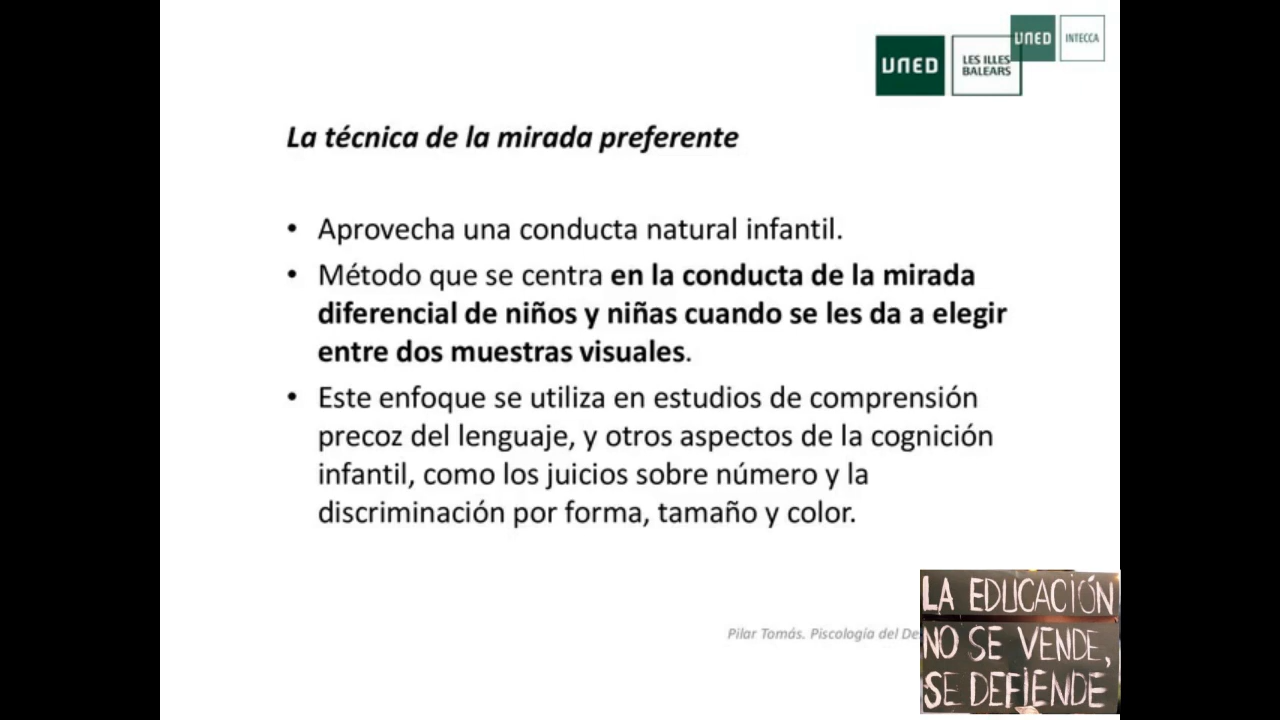 UNED
INTECCA
UNED
LES ILLES
BALEARS
La técnica de la mirada preferente
• Aprovecha una conducta natural infantil.
• Método que se centra en la conducta de la mirada
diferencial de niños y niñas cuando se les da a elegir
entre dos muestras visuales.
• Este enfoque se utiliza en estudios de comprensión
precoz del lenguaje, y otros aspectos de la cognición
infantil, como los juicios sobre número y la
discriminación por forma, tamaño y color.
Pilar Tomás. Piscología del De
LA EDUCACIÓN
NO SE VENDE,
SE DEFIENDE